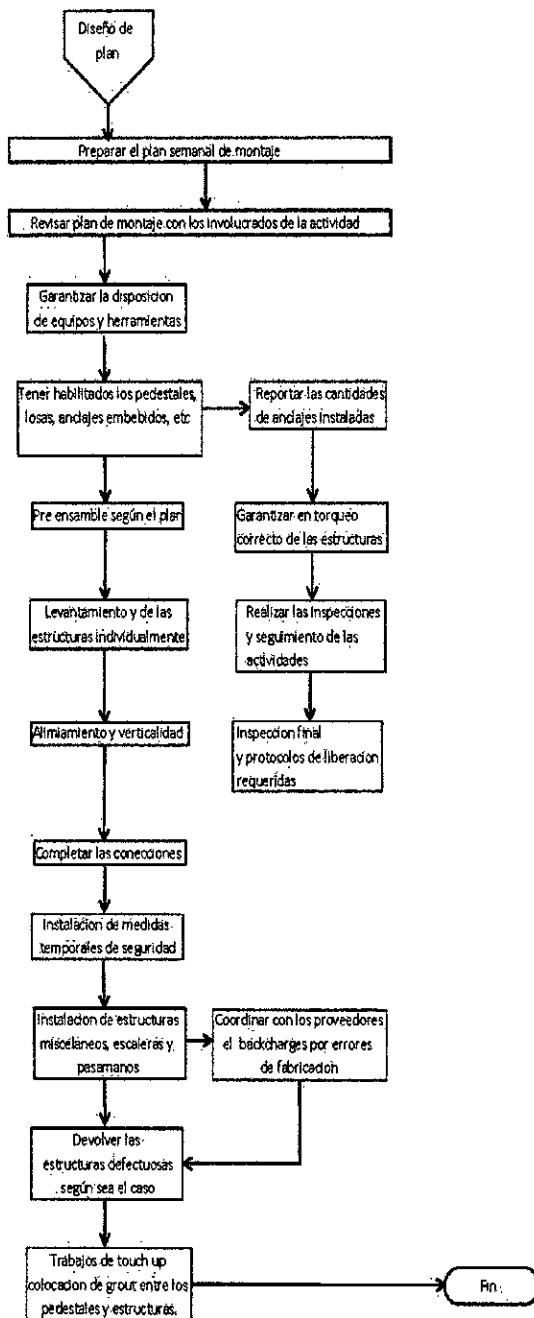 Diseño de
plan
Preparar el plan semanal de montaje
Revisar plan de montaje con los involucrados de la actividad
Garantizar la disposicion
de equipos y herramientas
Tener habilitados los pedestales,
losas, anclajes embebidos, etc
Reportar las cantidades
de anclajes instaladas
Pre ensamble según el plan
Garantizar en torqueo
correcto de las estructuras
Levantamiento y de las
estructuras individualmente
Realizar las inspecciones
y seguimiento de las
actividades
Alimiamiento y verticalidad
Inspeccion final
y protocolos de liberacion
requeridas
Completar las conecciones
Instalacion de medidas
temporales de seguridad
Instalacion de estructuras
misceláneos, escaleras y
pasamanos
Coordinar con los proveedores
el backcharges por errores
de fabricacion
Devolver las
estructuras defectuosas
según sea el caso
Trabajos de touch up
colocacion de grout entre los
pedestales y estructuras.
Fin